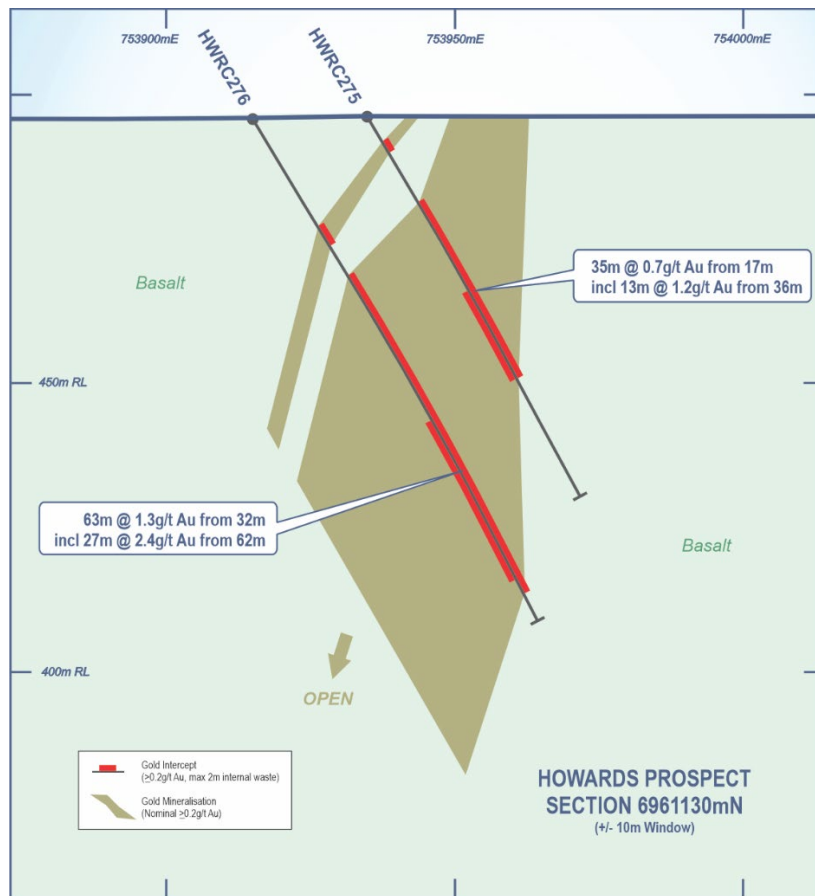 753900mE
753950mE
754000mE
HWRC276
HWRC275
Basalt
35m @ 0.7g/t Au from 17m
incl 13m @ 1.2g/t Au from 36m
450m RL
63m @ 1.3g/t Au from 32m
incl 27m @ 2.4g/t Au from 62m
Basalt
400m RL
OPEN
Gold Intercept
(≥0.2g/t Au, max 2m internal waste)
Gold Mineralisation
(Nominal ≥0.2g/t Au)
HOWARDS PROSPECT
SECTION 6961130mN
(+/- 10m Window)